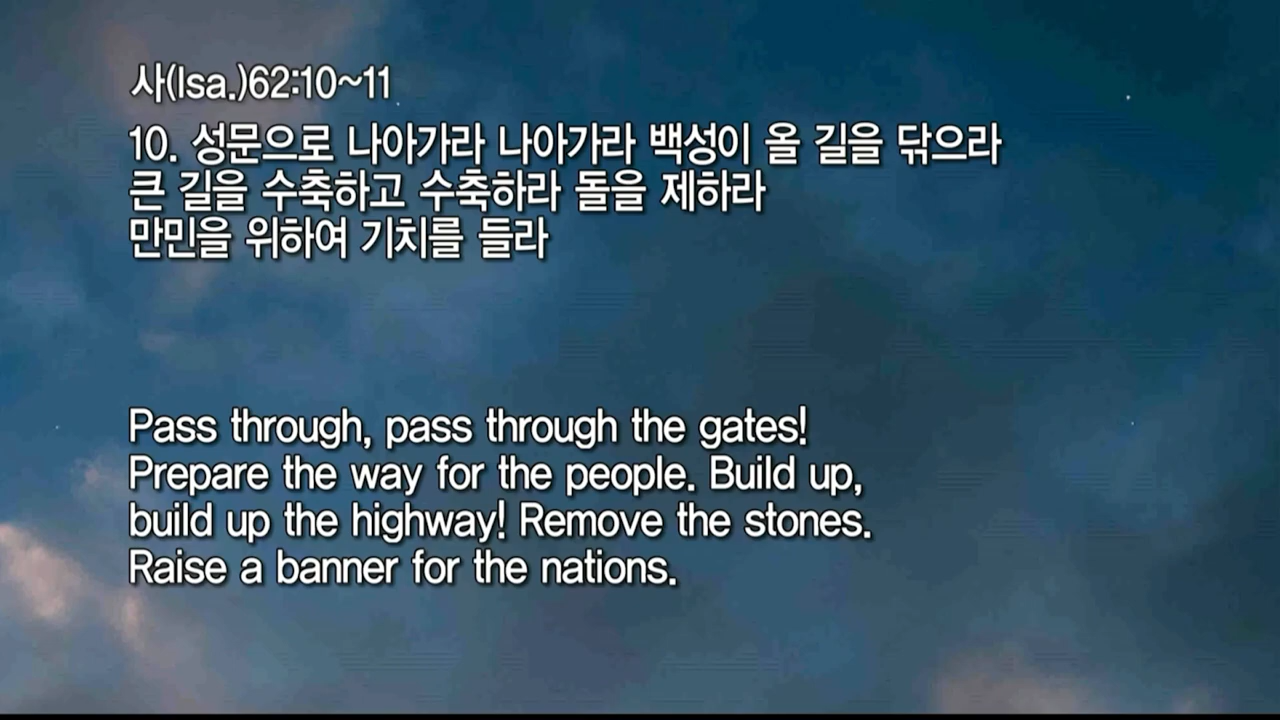 사(Isa.)62:10~11
10. 성문으로 나아가라 나아가라 백성이 올 길을 닦으라
큰 길을 수축하고 수축하라 돌을 제하라
만민을 위하여 기치를 들라
Pass through, pass through the gates!
Prepare the way for the people. Build up,
build up the highway! Remove the stones.
Raise a banner for the nations.